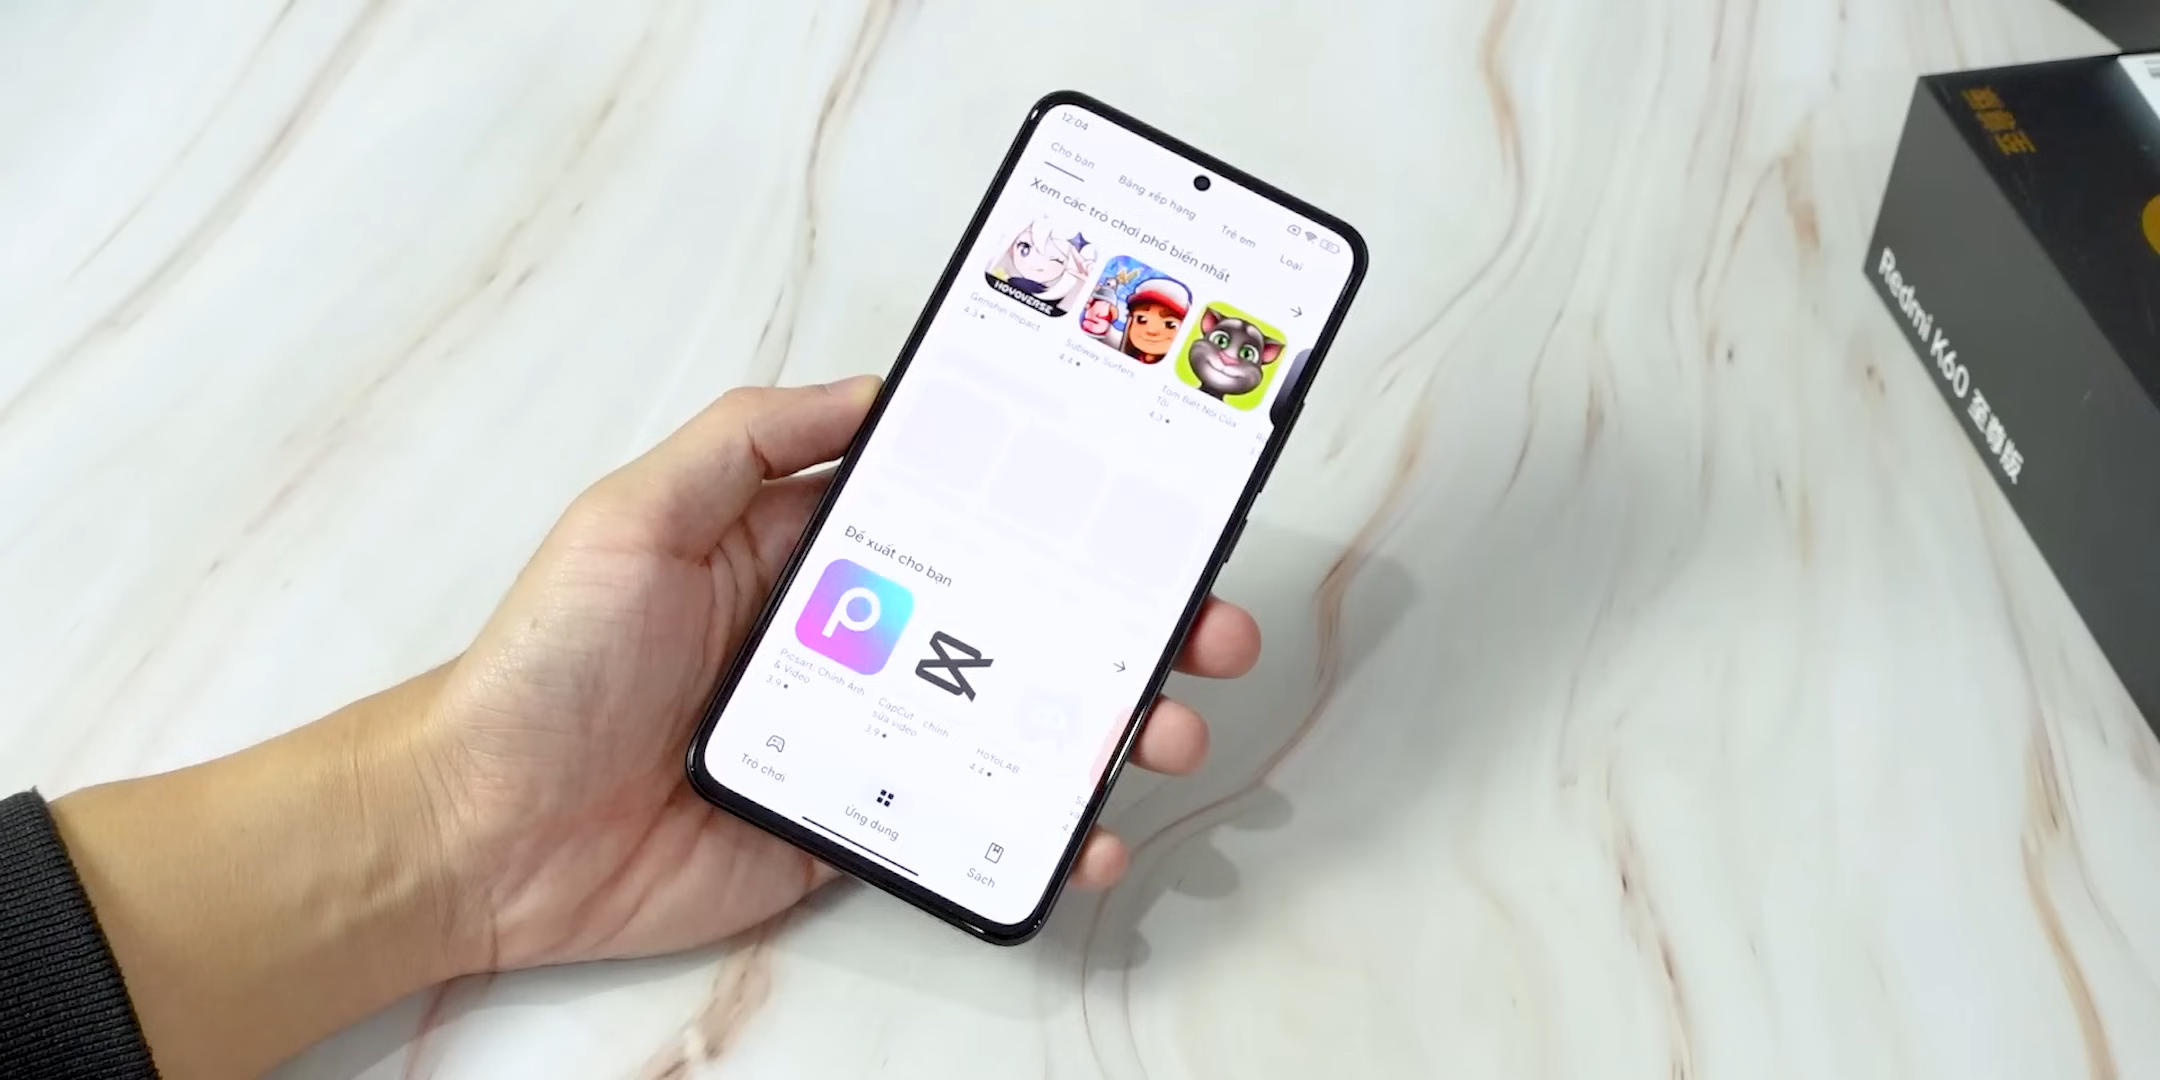 12:04
Cho bạn
Bảng xếp hạng
Trẻ em
Loại
Xem các trò chơi phổ biến nhất
HOYOVERSE
Genshin Impact
4.3
Subway Surfers
4.4
Tom Biết Nói Của
Tôi
4.3
Đề xuất cho bạn
Picsart Chỉnh Ảnh
& Video
3.9
CapCut chỉnh
sửa video
3.9
HoYoLAB
4.4
Trò chơi
Ứng dụng
Sách
Redmi K60 至尊版